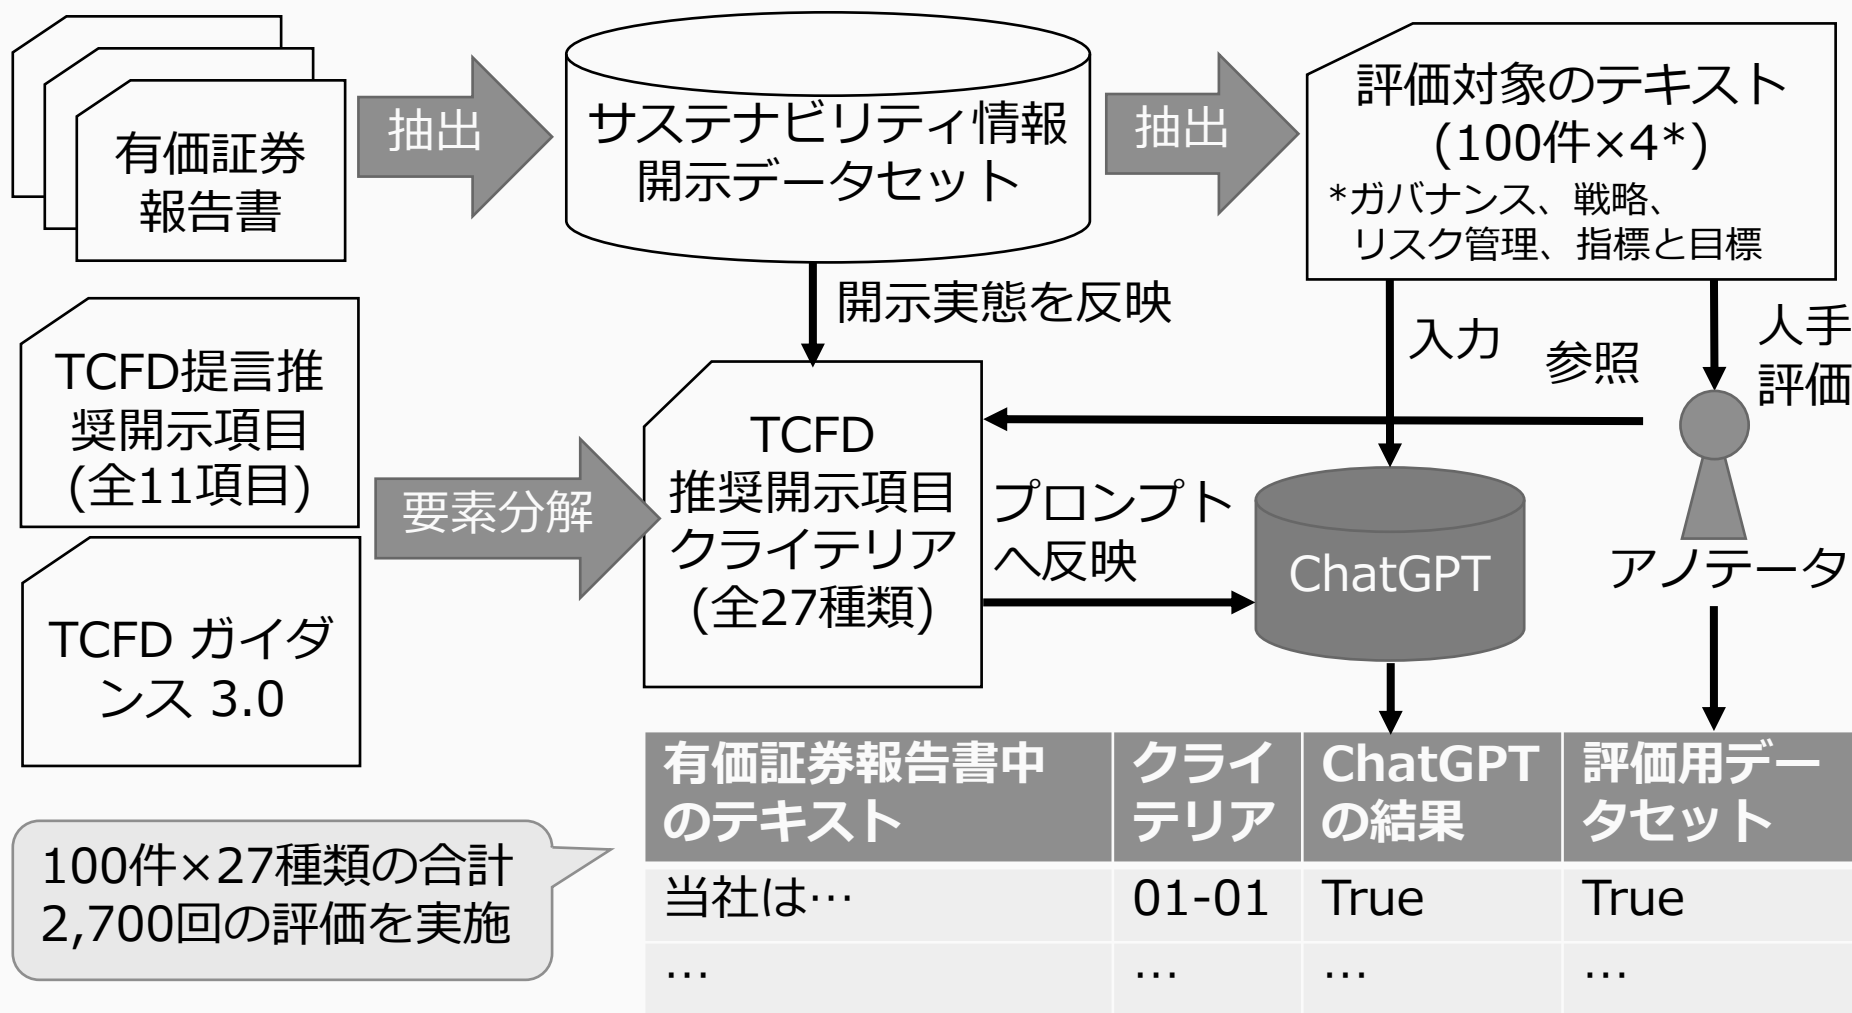 有価証券
報告書
抽出
サステナビリティ情報
開示データセット
抽出
評価対象のテキスト
(100件×4*)
*ガバナンス、戦略、
リスク管理、指標と目標
開示実態を反映
入力
参照
人手
評価
TCFD提言推
奨開示項目
(全11項目)
要素分解
TCFD
推奨開示項目
クライテリア
(全27種類)
プロンプト
へ反映
ChatGPT
アノテータ
TCFD ガイダ
ンス 3.0
有価証券報告書中
のテキスト
クライ
テリア
ChatGPT
の結果
評価用デー
タセット
当社は…
01-01
True
True
…
…
…
…
100件×27種類の合計
2,700回の評価を実施